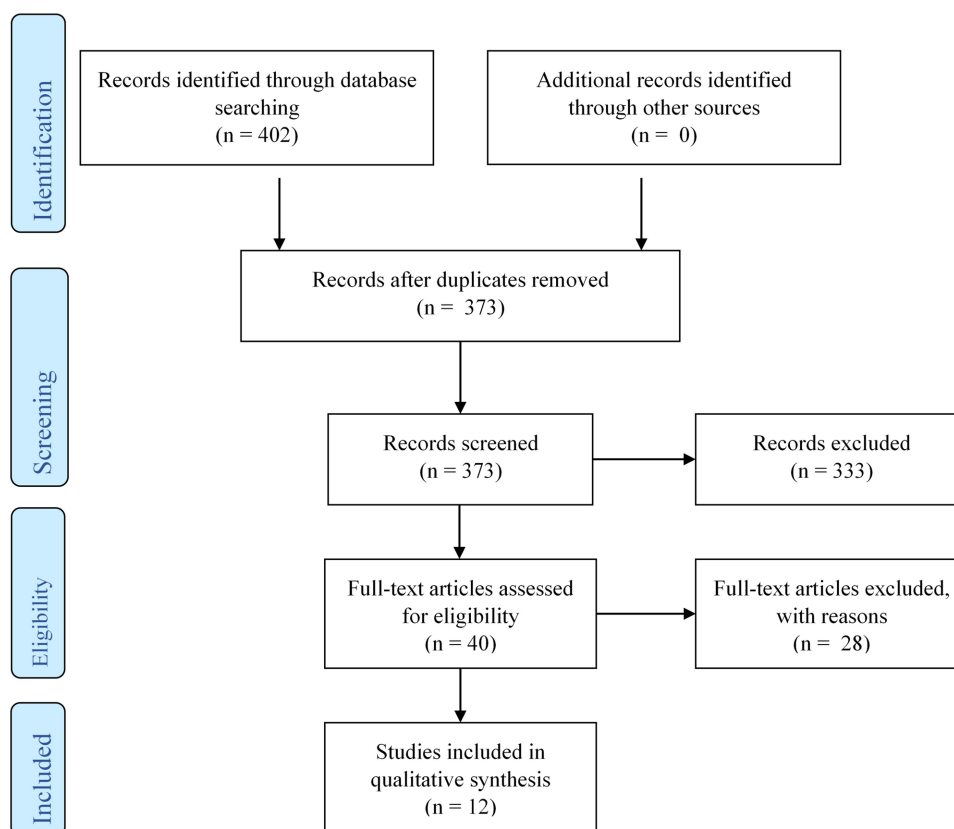 Identification
Records identified through database
searching
(n = 402)
Additional records identified
through other sources
(n = 0)
Screening
Records after duplicates removed
(n = 373)
Records screened
(n = 373)
Records excluded
(n = 333)
Eligibility
Full-text articles assessed
for eligibility
(n = 40)
Full-text articles excluded,
with reasons
(n = 28)
Included
Studies included in
qualitative synthesis
(n = 12)